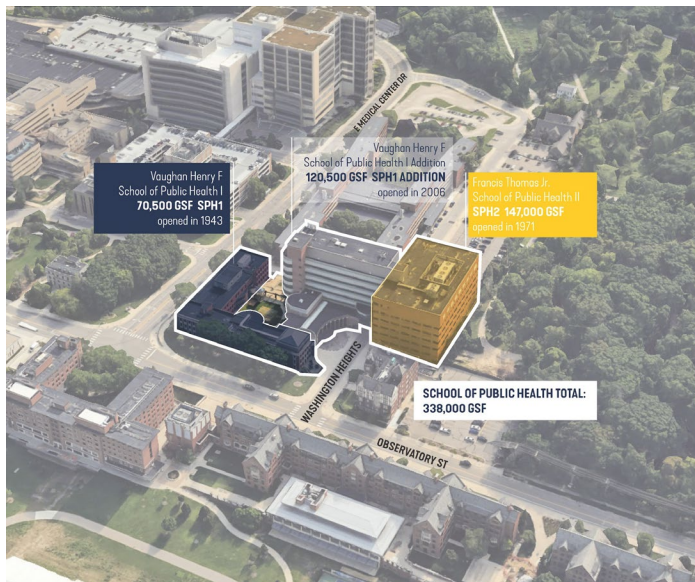 E MEDICAL CENTER DR
Vaughan Henry F
School of Public Health I
70,500 GSF SPH1
opened in 1943
Vaughan Henry F
School of Public Health I Addition
120,500 GSF SPH1 ADDITION
opened in 2006
Francis Thomas Jr.
School of Public Health II
SPH2 147,000 GSF
opened in 1971
WASHINGTON HEIGHTS
SCHOOL OF PUBLIC HEALTH TOTAL:
338,000 GSF
OBSERVATORY ST